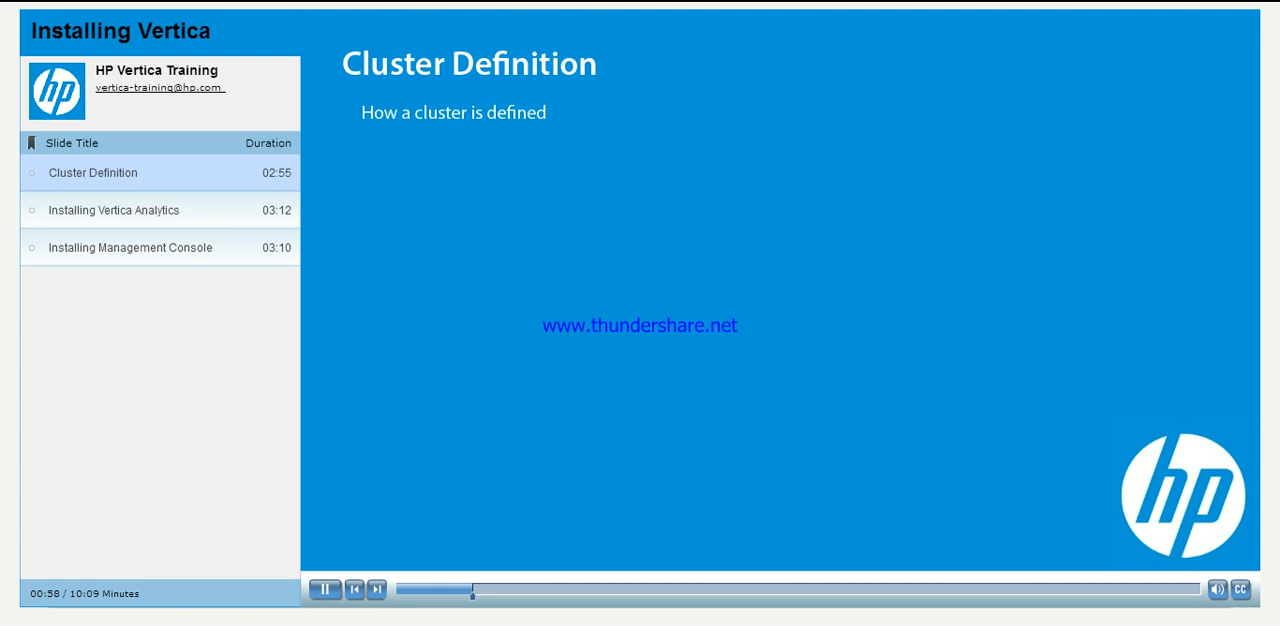 Installing Vertica
HP Vertica Training
vertica-training@hp.com
Slide Title Duration
Cluster Definition 02:55
Installing Vertica Analytics 03:12
Installing Management Console 03:10
00:58 / 10:09 Minutes
Cluster Definition
How a cluster is defined
www.thundershare.net
hp
hp
CC